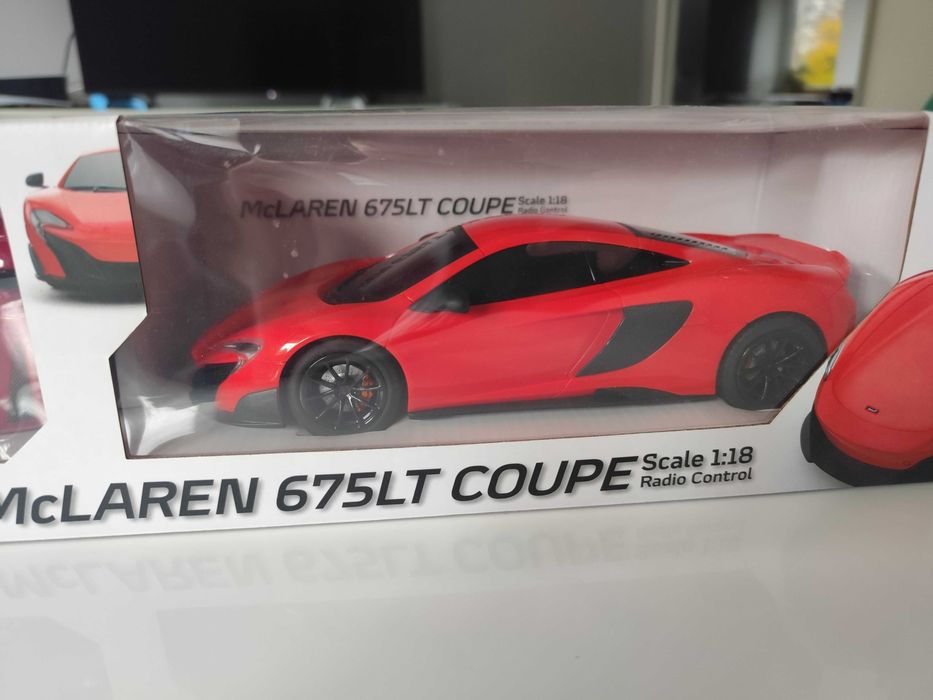 McLAREN 675LT COUPE Scale 1:18
Radio Control
McLAREN 675LT COUPE Scale 1:18
Radio Control